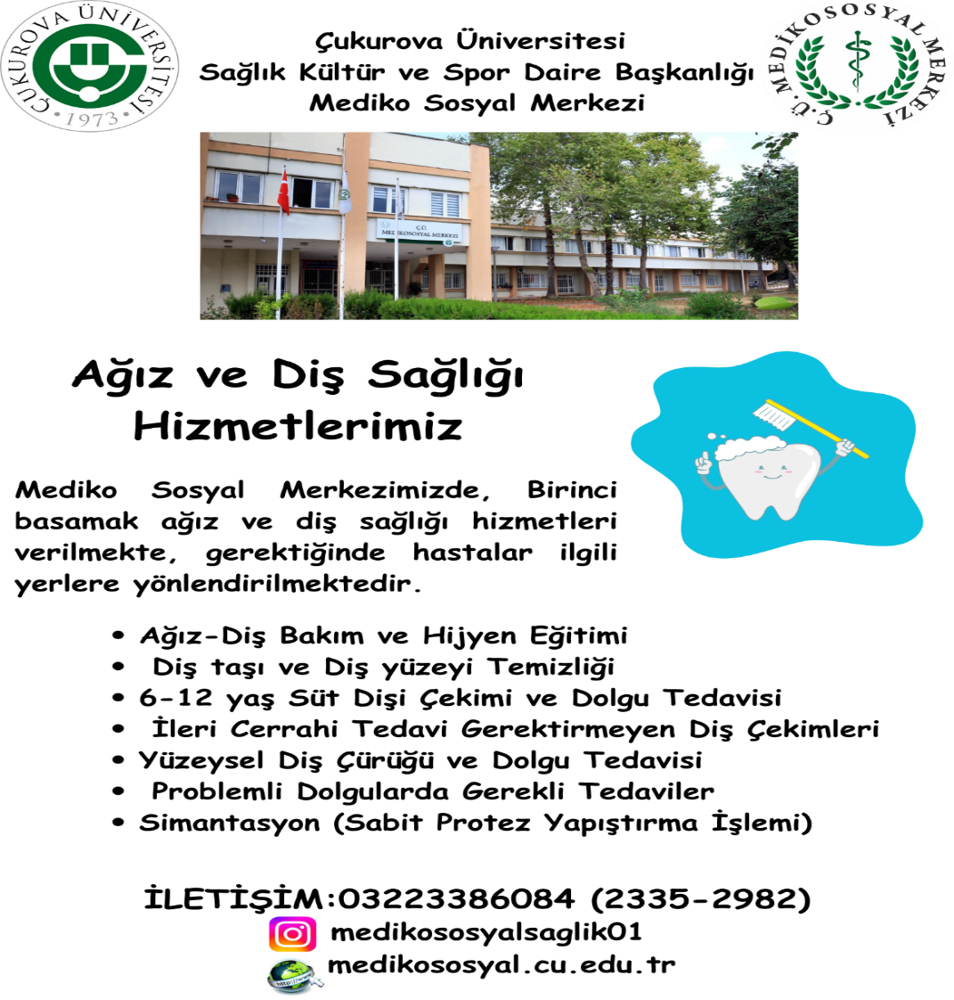 ÇUKUROVA ÜNİVERSİTESİ
• 1973 •
Çukurova Üniversitesi
Sağlık Kültür ve Spor Daire Başkanlığı
Mediko Sosyal Merkezi
Ç.Ü. MEDİKOSOSYAL MERKEZİ
Ç.Ü.
MEDİKOSOSYAL MERKEZİ
Ağız ve Diş Sağlığı
Hizmetlerimiz
Mediko Sosyal Merkezimizde, Birinci
basamak ağız ve diş sağlığı hizmetleri
verilmekte, gerektiğinde hastalar ilgili
yerlere yönlendirilmektedir.
• Ağız-Diş Bakım ve Hijyen Eğitimi
• Diş taşı ve Diş yüzeyi Temizliği
• 6-12 yaş Süt Dişi Çekimi ve Dolgu Tedavisi
• İleri Cerrahi Tedavi Gerektirmeyen Diş Çekimleri
• Yüzeysel Diş Çürüğü ve Dolgu Tedavisi
• Problemli Dolgularda Gerekli Tedaviler
• Simantasyon (Sabit Protez Yapıştırma İşlemi)
İLETİŞİM:03223386084 (2335-2982)
medikososyalsaglik01
http://www
medikososyal.cu.edu.tr